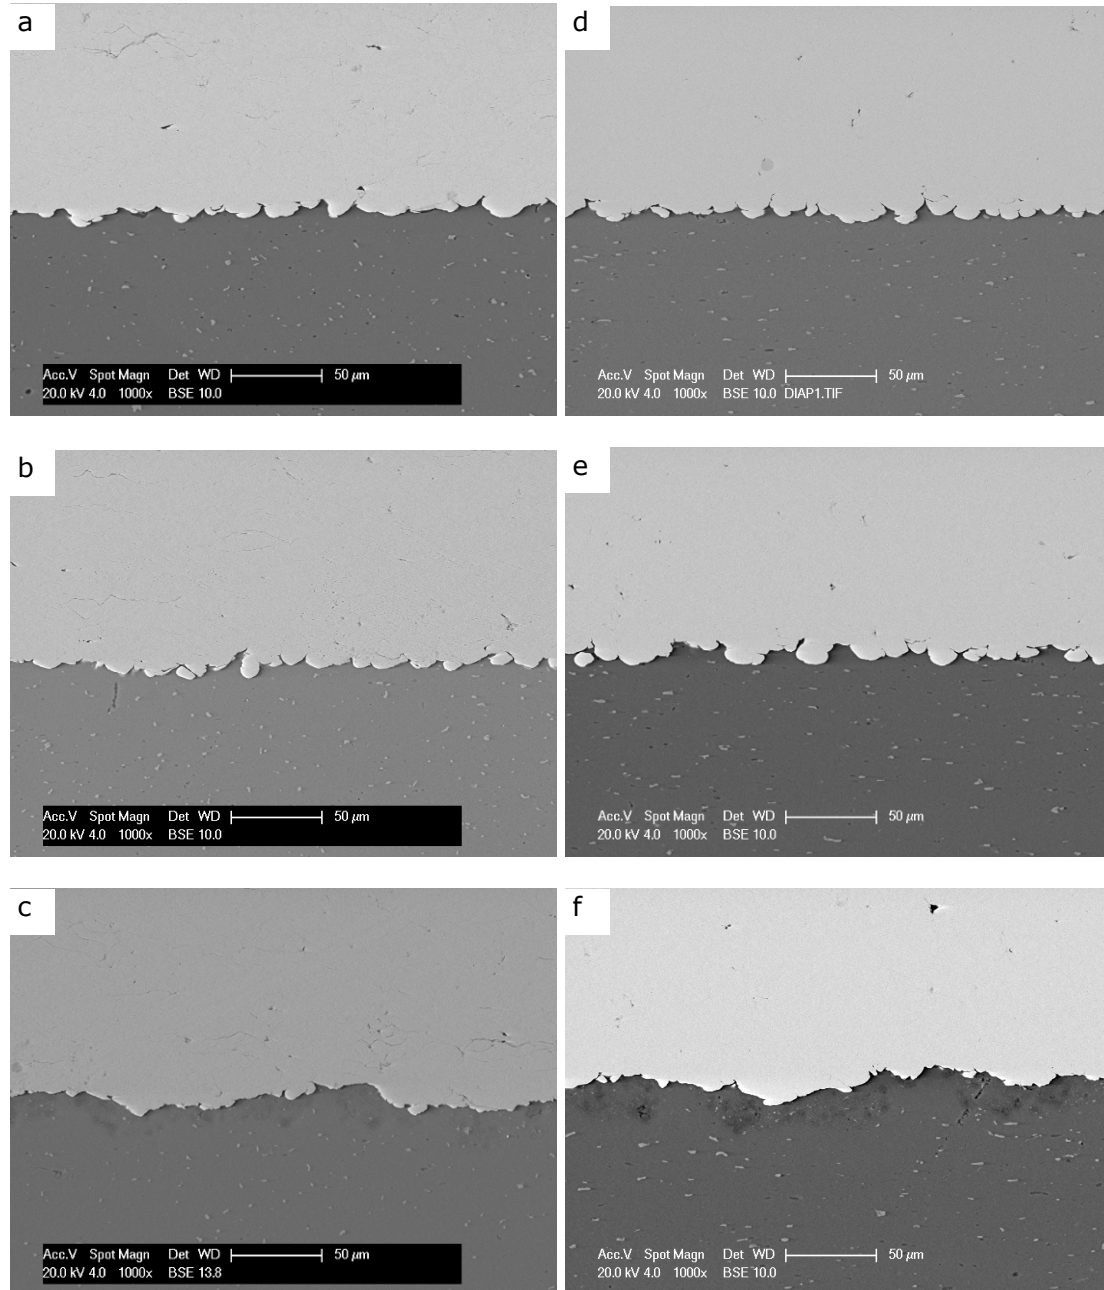 a
Acc.V Spot Magn Det WD 50 μm
20.0 kV 4.0 1000x BSE 10.0
d
Acc.V Spot Magn Det WD 50 μm
20.0 kV 4.0 1000x BSE 10.0 DIAP1.TIF
b
Acc.V Spot Magn Det WD 50 μm
20.0 kV 4.0 1000x BSE 10.0
e
Acc.V Spot Magn Det WD 50 μm
20.0 kV 4.0 1000x BSE 10.0
c
Acc.V Spot Magn Det WD 50 μm
20.0 kV 4.0 1000x BSE 13.8
f
Acc.V Spot Magn Det WD 50 μm
20.0 kV 4.0 1000x BSE 10.0